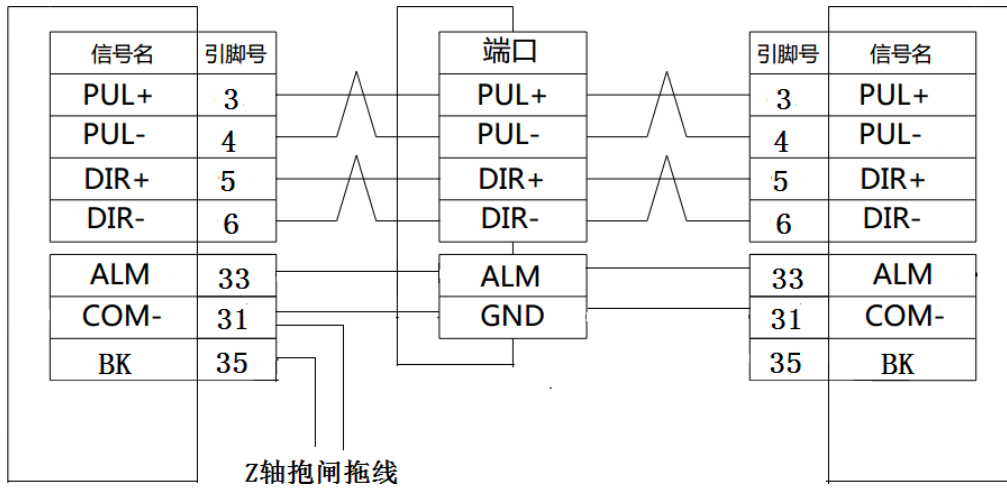 信号名 引脚号 端口 引脚号 信号名
PUL+ 3 PUL+ 3 PUL+
PUL- 4 PUL- 4 PUL-
DIR+ 5 DIR+ 5 DIR+
DIR- 6 DIR- 6 DIR-
ALM 33 ALM 33 ALM
COM- 31 GND 31 COM-
BK 35 35 BK
Z轴抱闸拖线